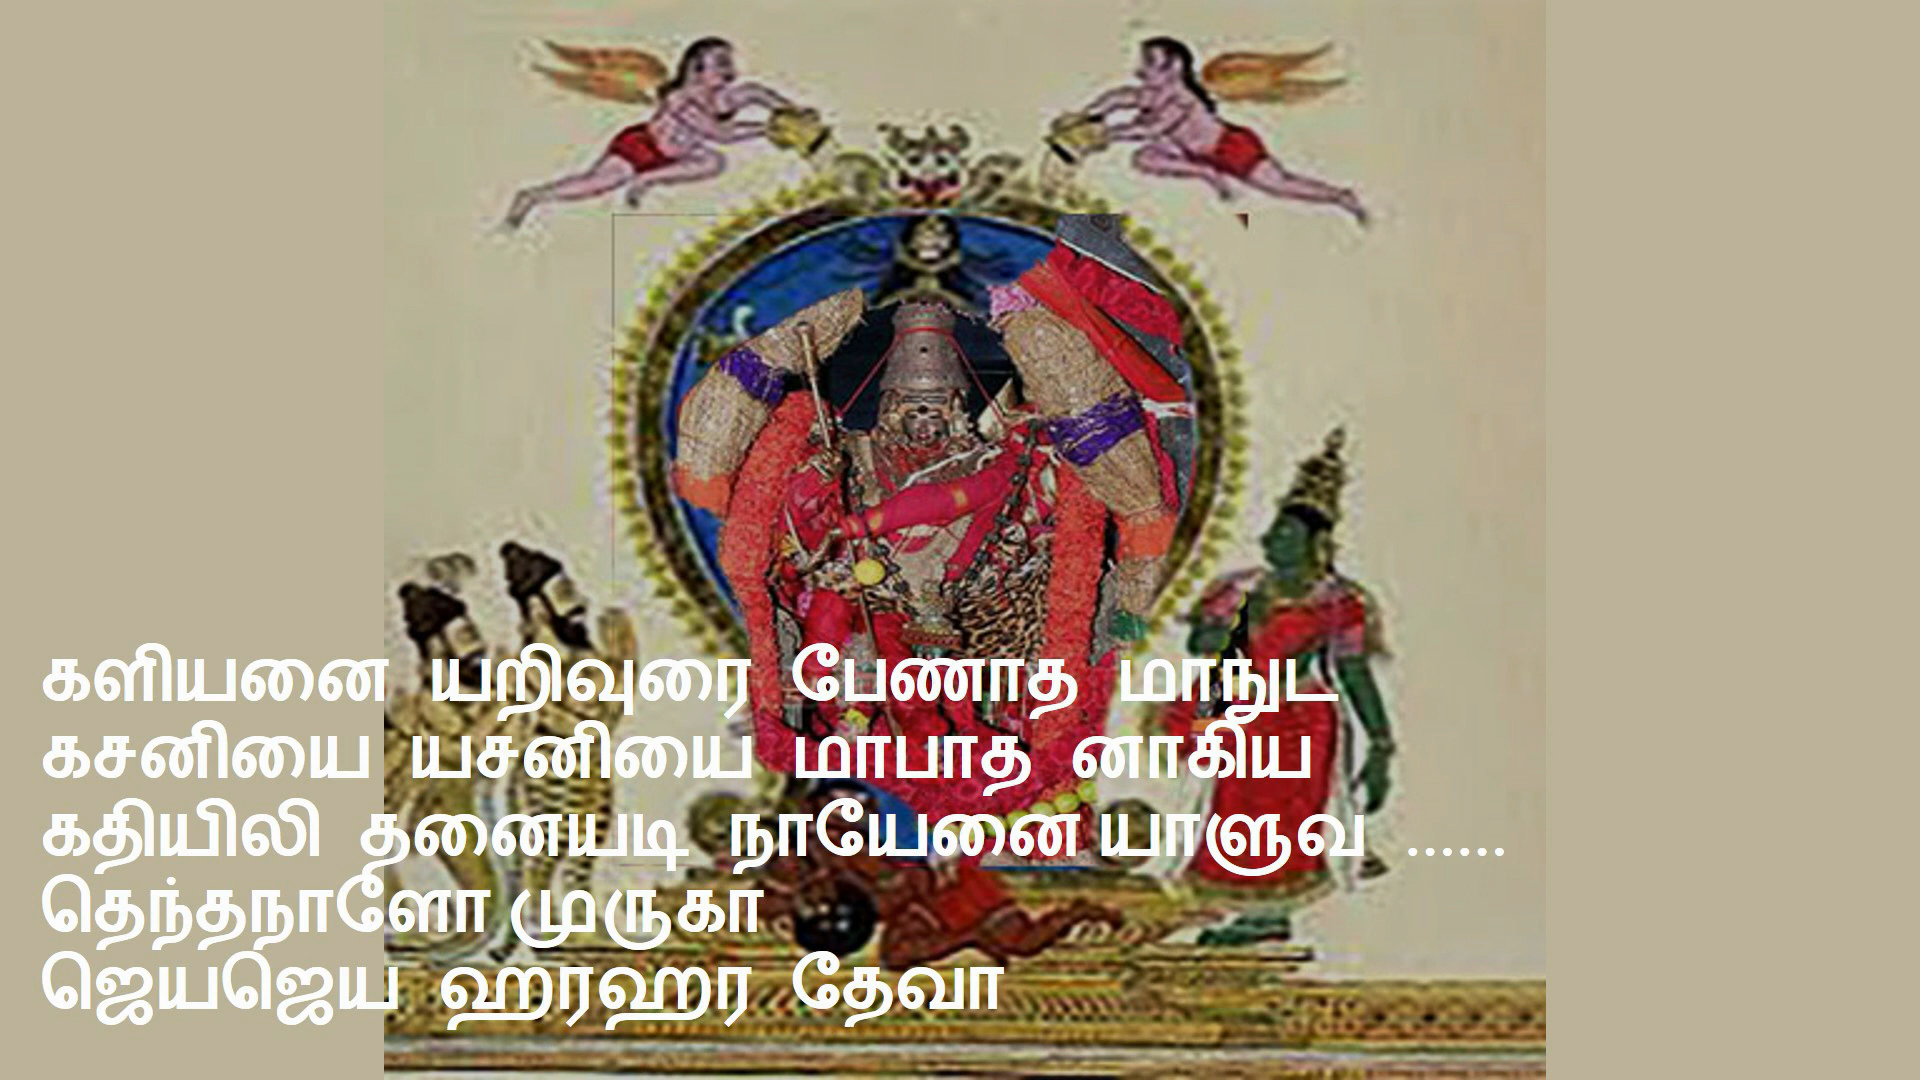 களியனை யறிவுரை பேணாத மாநுட
கசனியை யசனியை மாபாத னாகிய
கதியிலி தனையடி நாயேனை யாளுவ ......
தெந்தநாளோ முருகா
ஜெயஜெய ஹரஹர தேவா